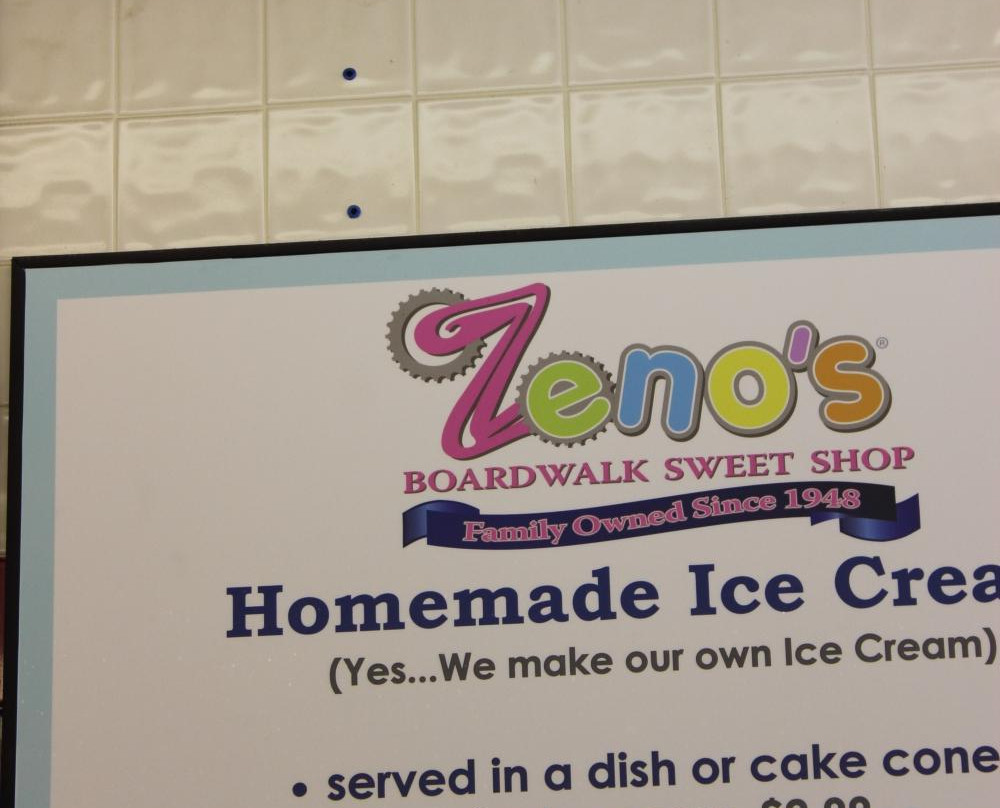 Zeno's®
BOARDWALK SWEET SHOP
Family Owned Since 1948
Homemade Ice Crea
(Yes...We make our own Ice Cream)
• served in a dish or cake cone